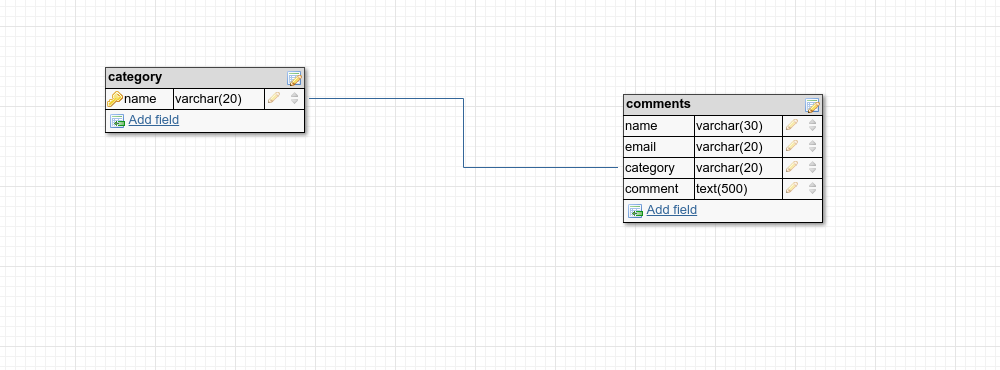 category
name varchar(20)
Add field
comments
name varchar(30)
email varchar(20)
category varchar(20)
comment text(500)
Add field